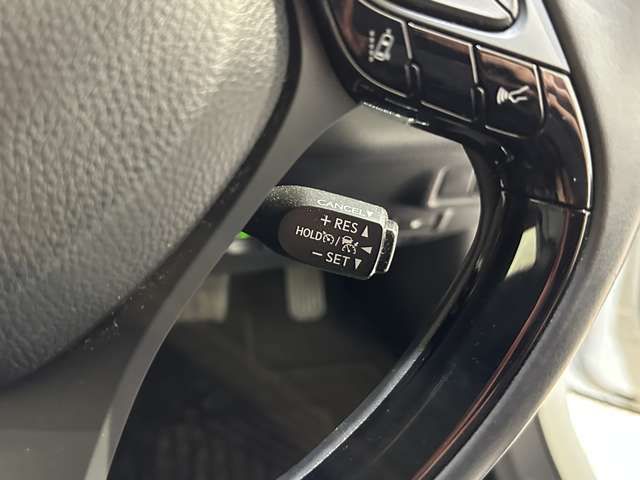 CANCEL
+ RES
HOLD /
− SET